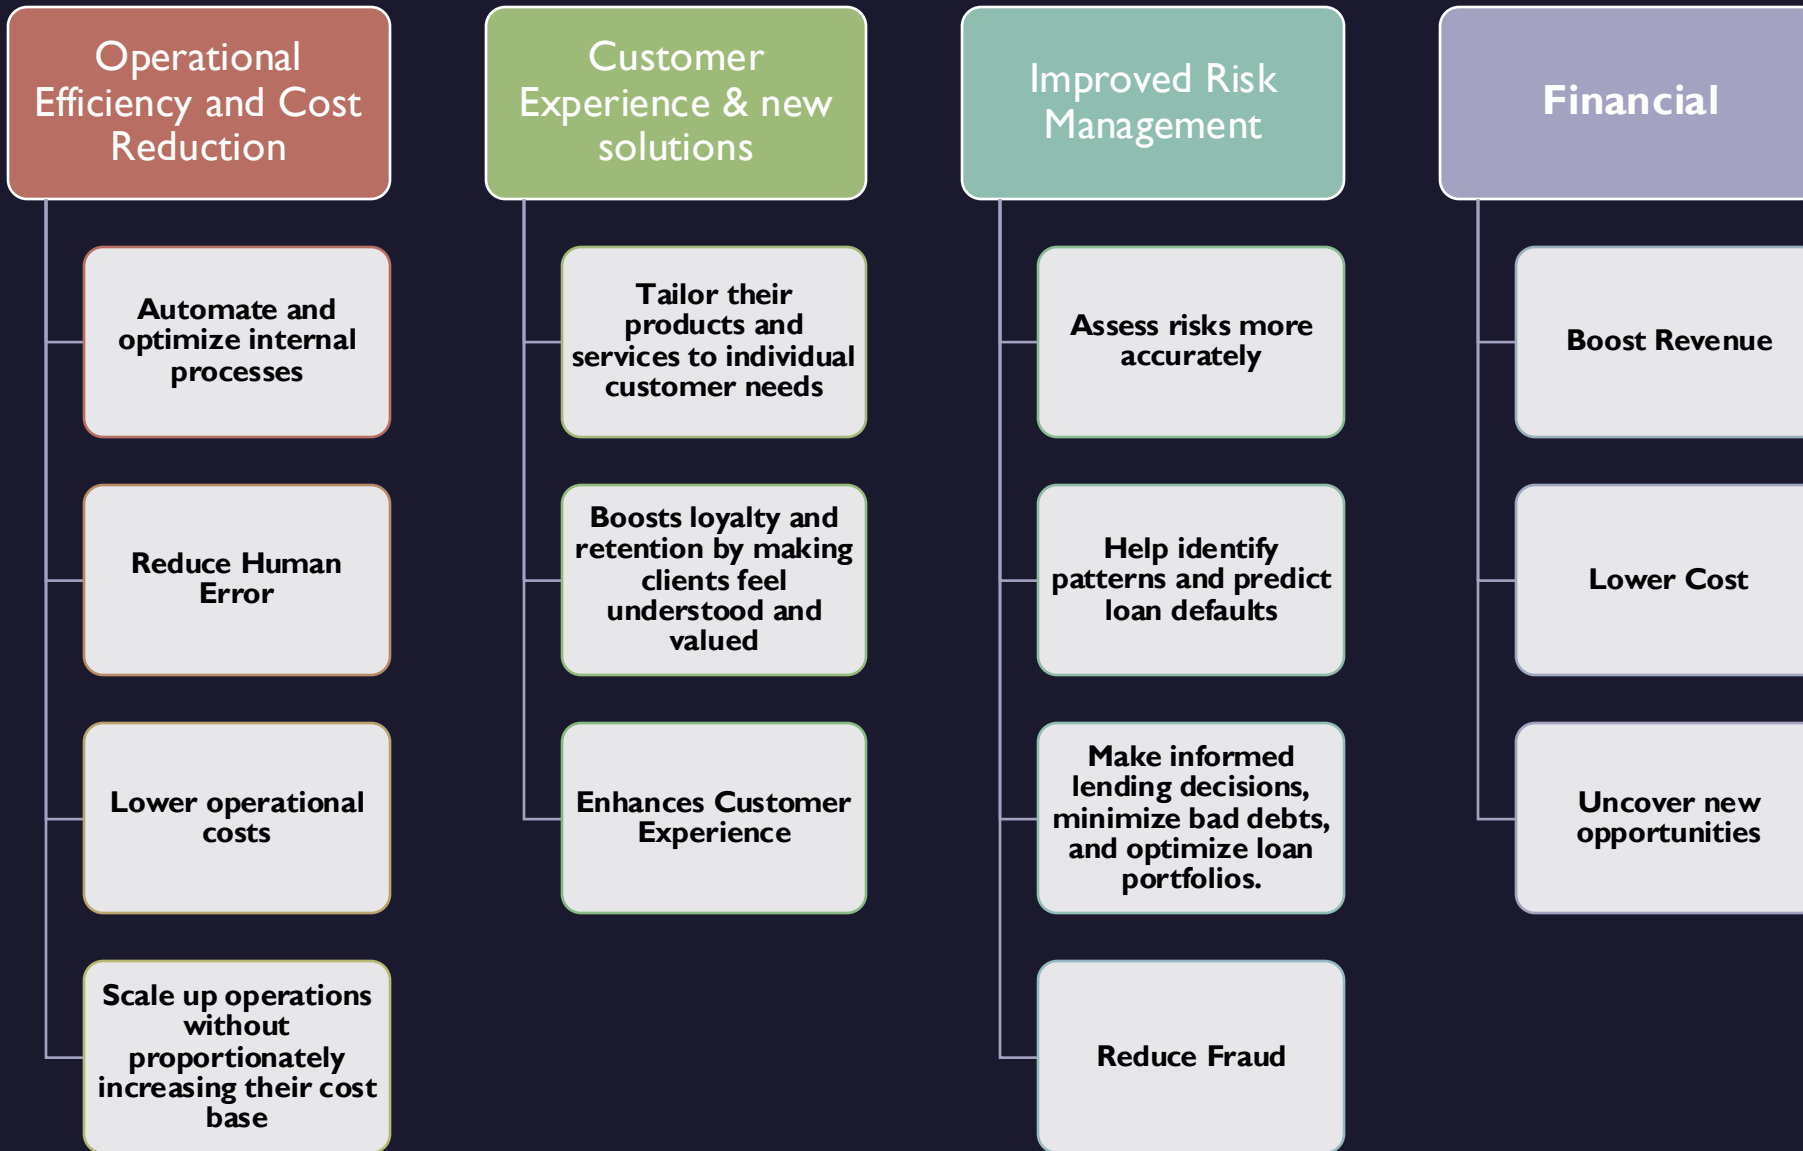 Operational
Efficiency and Cost
Reduction
Automate and
optimize internal
processes
Reduce Human
Error
Lower operational
costs
Scale up operations
without
proportionately
increasing their cost
base
Customer
Experience & new
solutions
Tailor their
products and
services to individual
customer needs
Boosts loyalty and
retention by making
clients feel
understood and
valued
Enhances Customer
Experience
Improved Risk
Management
Assess risks more
accurately
Help identify
patterns and predict
loan defaults
Make informed
lending decisions,
minimize bad debts,
and optimize loan
portfolios.
Reduce Fraud
Financial
Boost Revenue
Lower Cost
Uncover new
opportunities